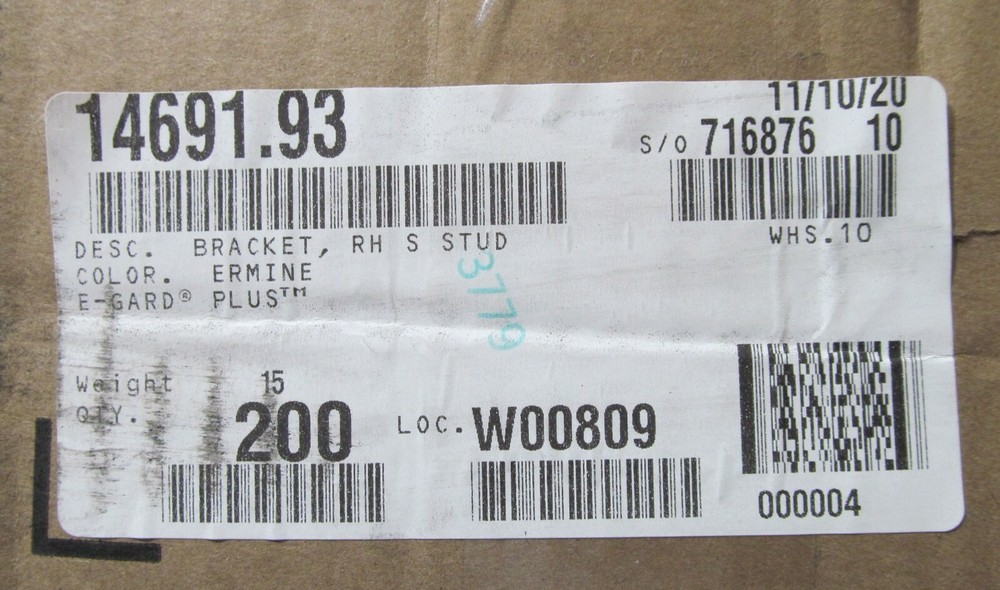 14691.93
11/10/20
S/O 716876 10
DESC. BRACKET, RH S STUD
WHS.10
COLOR. ERMINE
E-GARD® PLUS™
3779
Weight 15
QTY. 200
LOC. W00809
000004